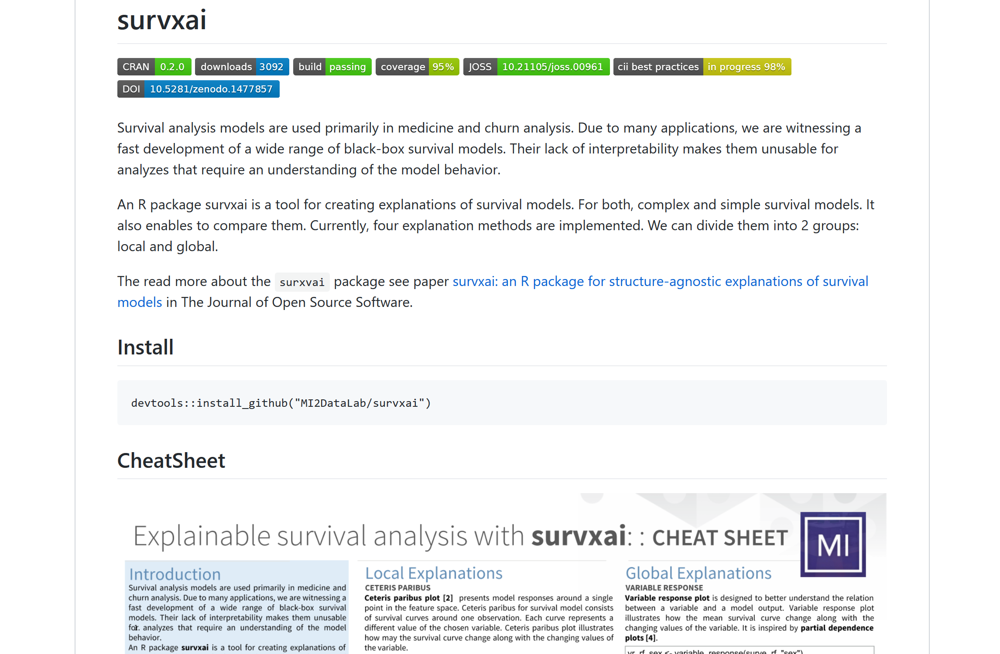 survxai
CRAN 0.2.0 downloads 3092 build passing coverage 95% JOSS 10.21105/joss.00961 cii best practices in progress 98%
DOI 10.5281/zenodo.1477857
Survival analysis models are used primarily in medicine and churn analysis. Due to many applications, we are witnessing a
fast development of a wide range of black-box survival models. Their lack of interpretability makes them unusable for
analyzes that require an understanding of the model behavior.
An R package survxai is a tool for creating explanations of survival models. For both, complex and simple survival models. It
also enables to compare them. Currently, four explanation methods are implemented. We can divide them into 2 groups:
local and global.
The read more about the surxvai package see paper survxai: an R package for structure-agnostic explanations of survival
models in The Journal of Open Source Software.
Install
devtools::install_github("MI2DataLab/survxai")
CheatSheet
Explainable survival analysis with survxai: : CHEAT SHEET
MI
Introduction
Survival analysis models are used primarily in medicine and
churn analysis. Due to many applications, we are witnessing a
fast development of a wide range of black-box survival
models. Their lack of interpretability makes them unusable
for. analyzes that require an understanding of the model
behavior.
An R package survxai is a tool for creating explanations of
Local Explanations
CETERIS PARIBUS
Ceteris paribus plot [2] presents model responses around a single
point in the feature space. Ceteris paribus for survival model consists
of survival curves around one observation. Each curve represents a
different value of the chosen variable. Ceteris paribus plot illustrates
how may the survival curve change along with the changing values of
the variable.
Global Explanations
VARIABLE RESPONSE
Variable response plot is designed to better understand the relation
between a variable and a model output. Variable response plot
illustrates how the mean survival curve change along with the
changing values of the variable. It is inspired by partial dependence
plots [4].
vr_rf_sex <- variable_response(surve_rf, "sex")